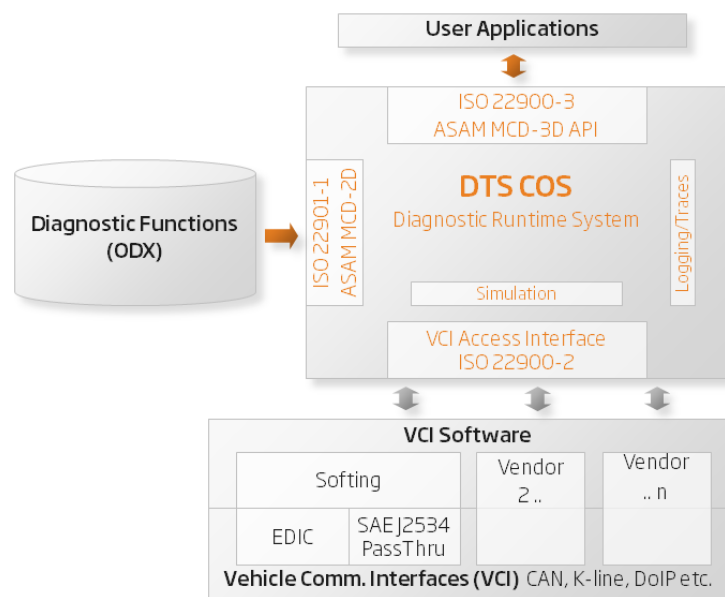 User Applications
ISO 22900-3
ASAM MCD-3D API
Diagnostic Functions
(ODX)
ISO 22901-1
ASAM MCD-2D
DTS COS
Diagnostic Runtime System
Logging/Traces
Simulation
VCI Access Interface
ISO 22900-2
VCI Software
Softing
Vendor
2 ..
Vendor
.. n
EDIC
SAE J2534
PassThru
Vehicle Comm. Interfaces (VCI) CAN, K-line, DoIP etc.